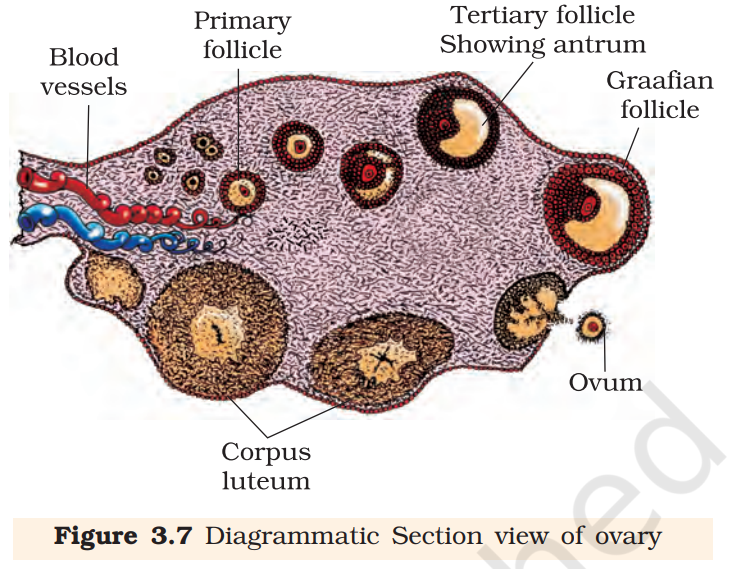 Primary
follicle
Tertiary follicle
Showing antrum
Blood
vessels
Graafian
follicle
Ovum
Corpus
luteum
Figure 3.7 Diagrammatic Section view of ovary
hed